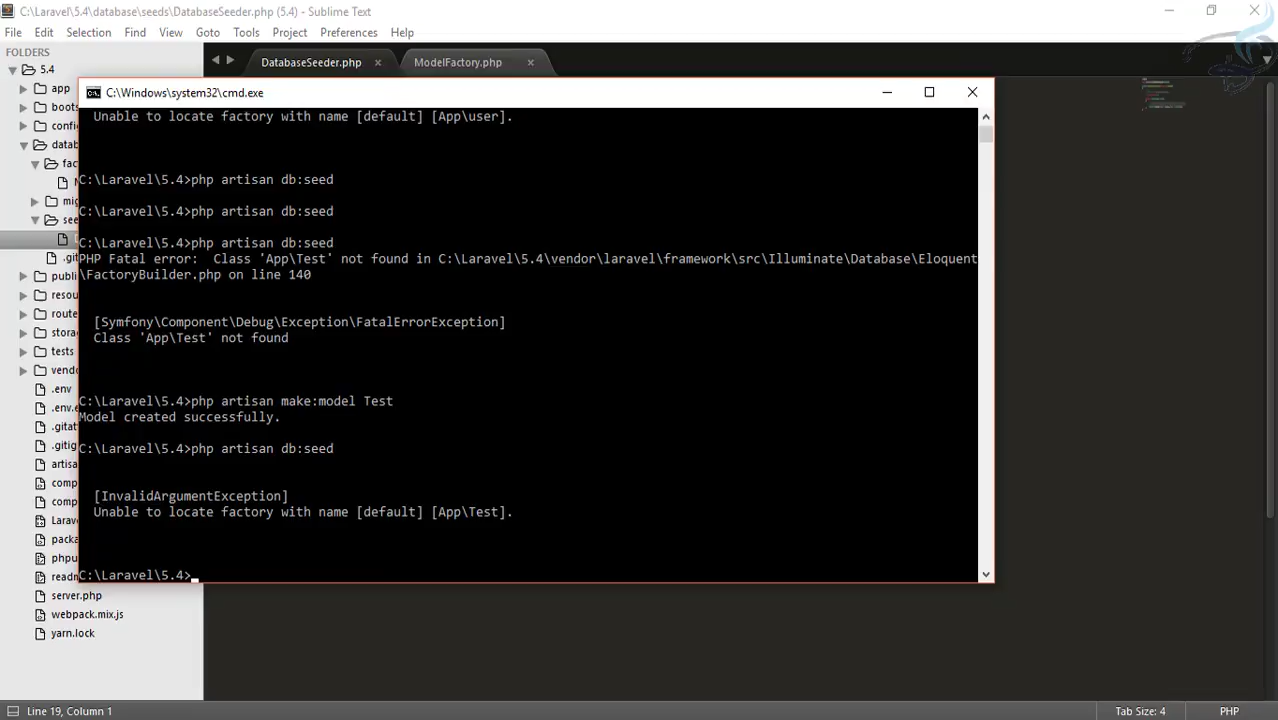 C:\Laravel\5.4\database\seeds\DatabaseSeeder.php (5.4) - Sublime Text
File Edit Selection Find View Goto Tools Project Preferences Help
FOLDERS
DatabaseSeeder.php
ModelFactory.php
5.4
app
.env
tests
server.php
webpack.mix.js
yarn.lock
C:\Windows\system32\cmd.exe
Unable to locate factory with name [default] [App\user].
C:\Laravel\5.4>php artisan db:seed
C:\Laravel\5.4>php artisan db:seed
C:\Laravel\5.4>php artisan db:seed
PHP Fatal error:  Class 'App\Test' not found in C:\Laravel\5.4\vendor\laravel\framework\src\Illuminate\Database\Eloquent
\FactoryBuilder.php on line 140
[Symfony\Component\Debug\Exception\FatalErrorException]
Class 'App\Test' not found
C:\Laravel\5.4>php artisan make:model Test
Model created successfully.
C:\Laravel\5.4>php artisan db:seed
[InvalidArgumentException]
Unable to locate factory with name [default] [App\Test].
C:\Laravel\5.4>
Line 19, Column 1
Tab Size: 4
PHP